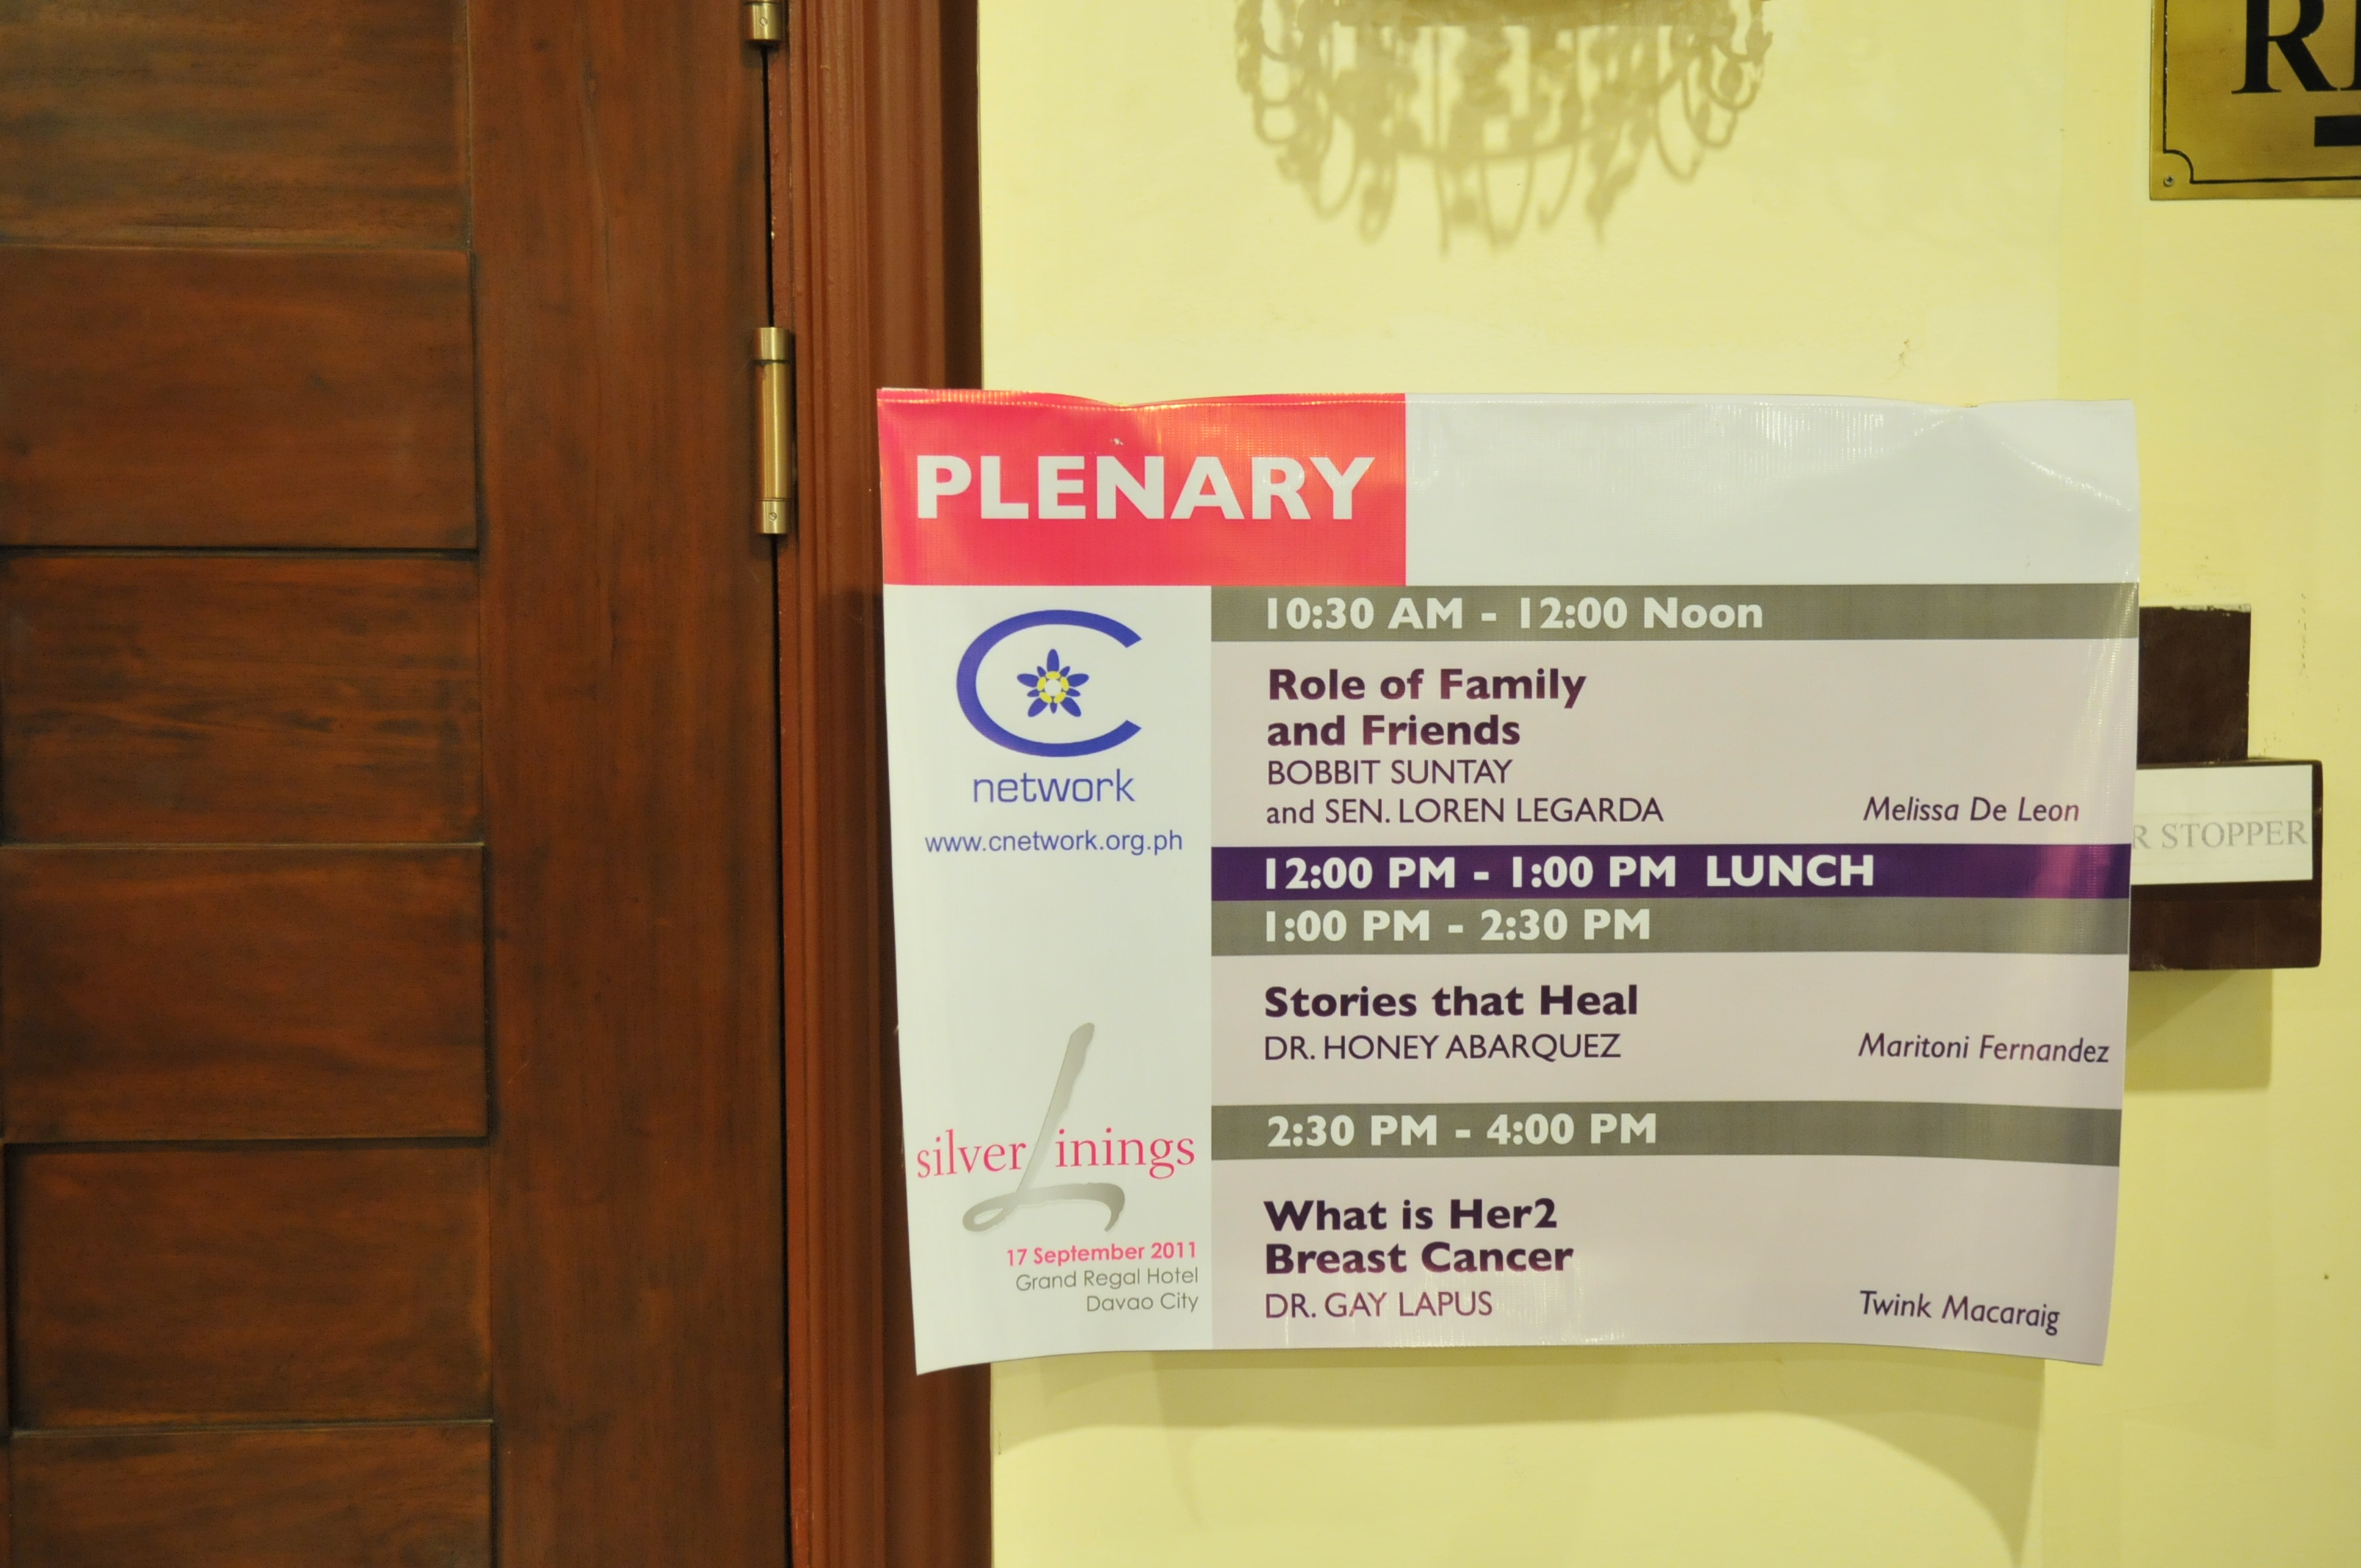 PLENARY
C
network
www.cnetwork.org.ph
silver Linings
17 September 2011
Grand Regal Hotel
Davao City
10:30 AM - 12:00 Noon
Role of Family
and Friends
BOBBIT SUNTAY
and SEN. LOREN LEGARDA
Melissa De Leon
12:00 PM - 1:00 PM LUNCH
1:00 PM - 2:30 PM
Stories that Heal
DR. HONEY ABARQUEZ
Maritoni Fernandez
2:30 PM - 4:00 PM
What is Her2
Breast Cancer
DR. GAY LAPUS
Twink Macaraig
R STOPPER